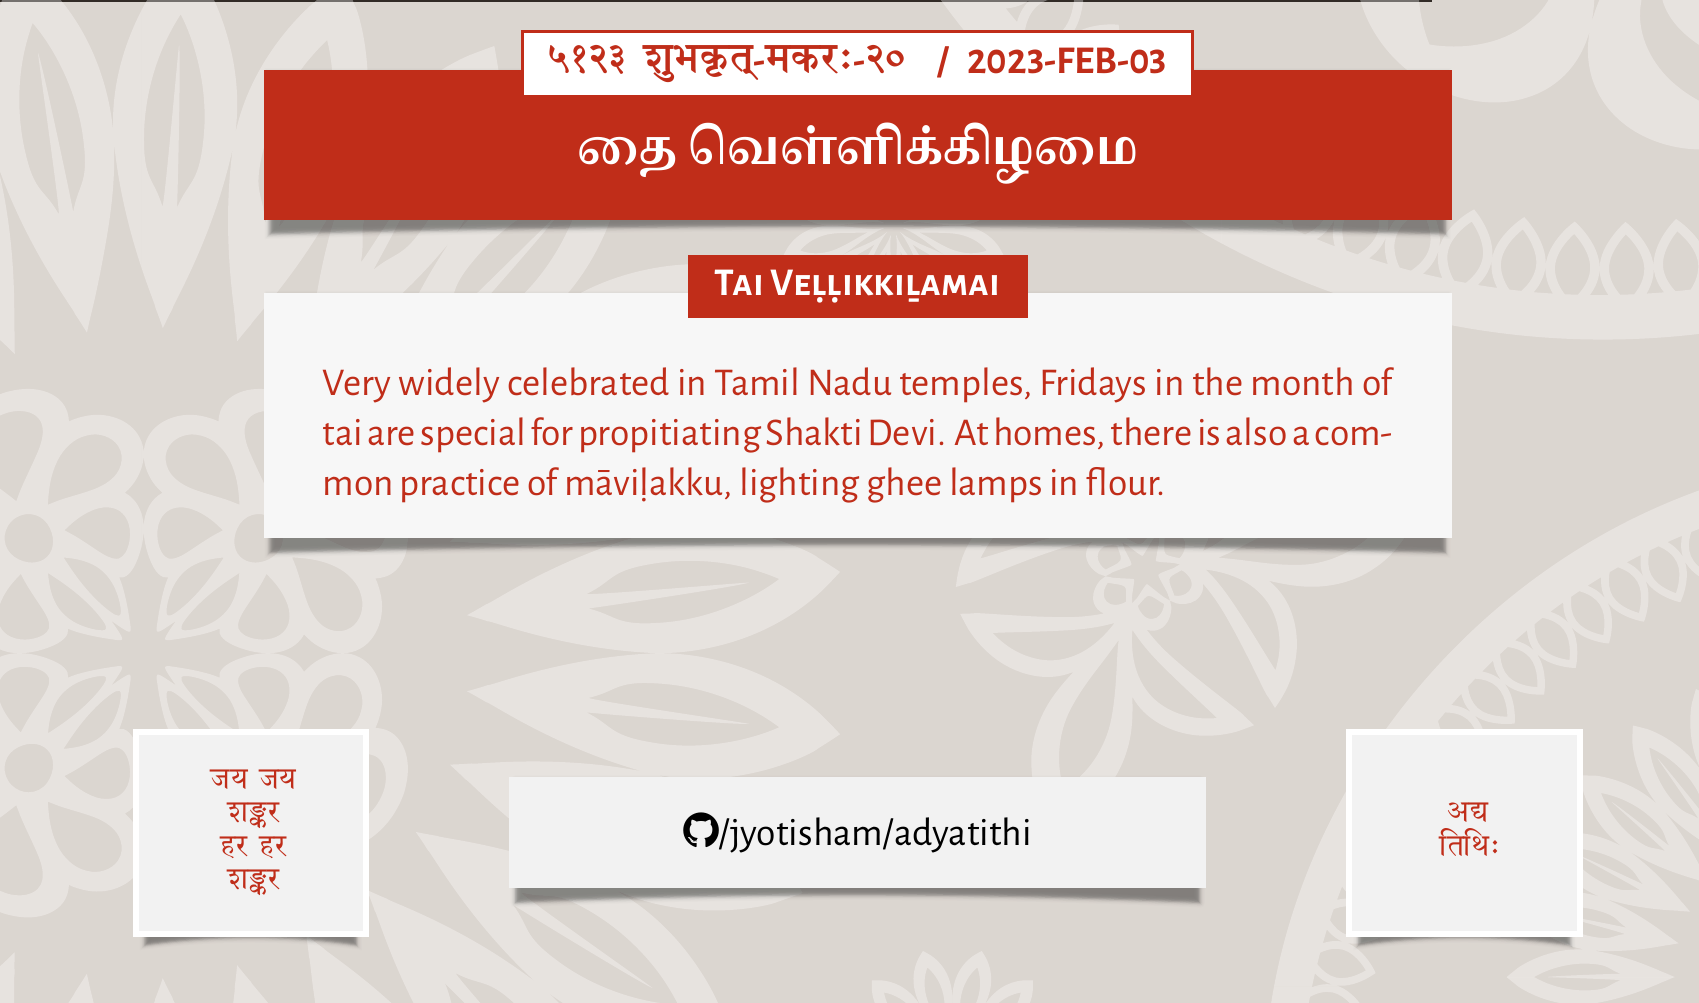 ५१२३ शुभकृत्-मकरः-२० / 2023-FEB-03
தை வெள்ளிக்கிழமை
Tai Veḷḷikkiḻamai
Very widely celebrated in Tamil Nadu temples, Fridays in the month of
tai are special for propitiating Shakti Devi. At homes, there is also a com-
mon practice of māviḷakku, lighting ghee lamps in flour.
जय जय
शङ्कर
हर हर
शङ्कर
/jyotisham/adyatithi
अद्य
तिथिः